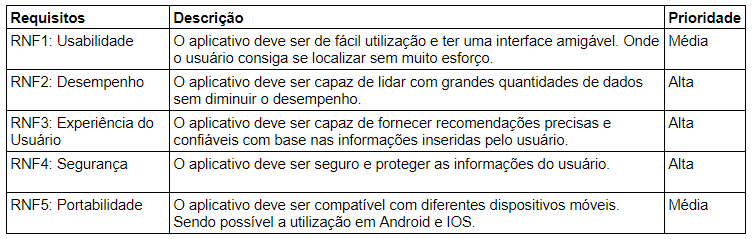 Requisitos Descrição Prioridade
RNF1: Usabilidade O aplicativo deve ser de fácil utilização e ter uma interface amigável. Onde Média
o usuário consiga se localizar sem muito esforço.
RNF2: Desempenho O aplicativo deve ser capaz de lidar com grandes quantidades de dados Alta
sem diminuir o desempenho.
RNF3: Experiência do O aplicativo deve ser capaz de fornecer recomendações precisas e Alta
Usuário confiáveis com base nas informações inseridas pelo usuário.
RNF4: Segurança O aplicativo deve ser seguro e proteger as informações do usuário. Alta
RNF5: Portabilidade O aplicativo deve ser compatível com diferentes dispositivos móveis. Média
Sendo possível a utilização em Android e IOS.